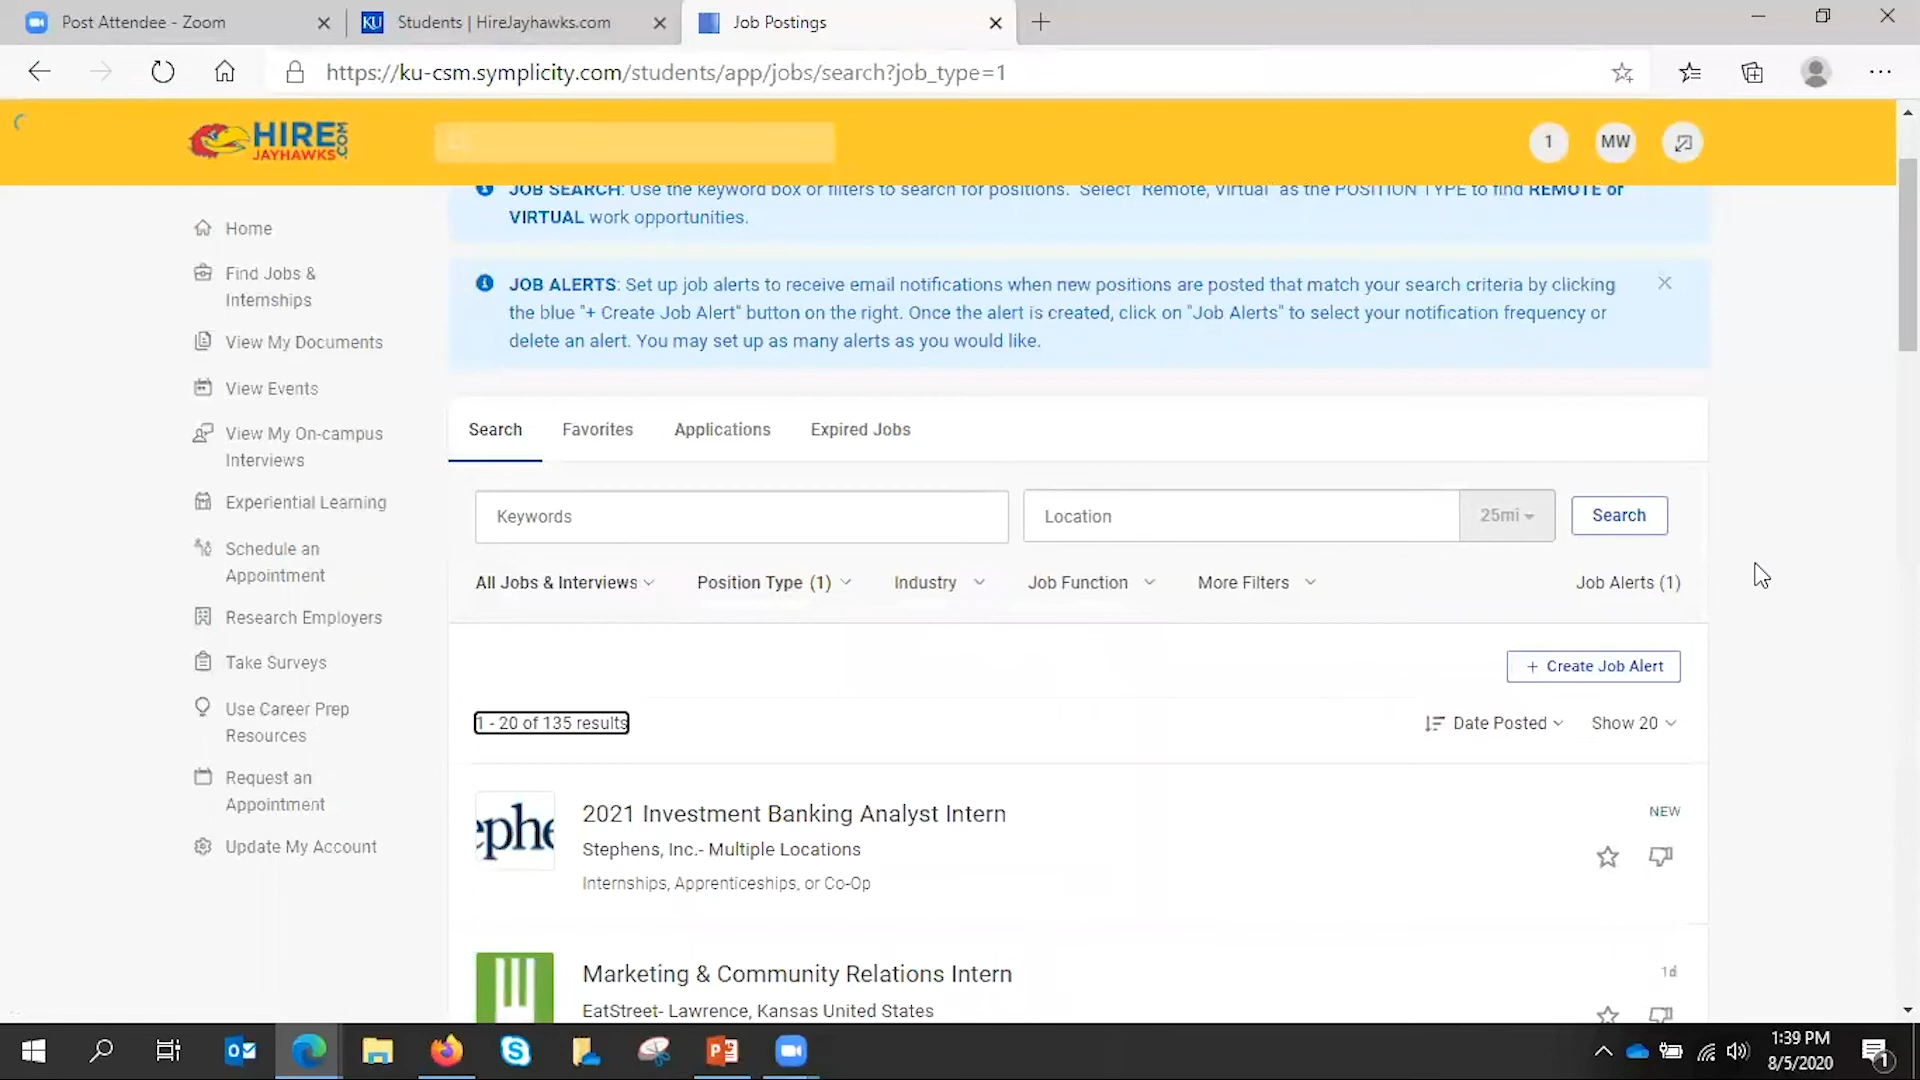 Post Attendee - Zoom
KU
Students | HireJayhawks.com
Job Postings
https://ku-csm.symplicity.com/students/app/jobs/search?job_type=1
HIRE
JAYHAWKS
.COM
1
MW
JOB SEARCH: Use the keyword box or filters to search for positions. Select "Remote, Virtual" as the POSITION TYPE to find REMOTE or
VIRTUAL work opportunities.
JOB ALERTS: Set up job alerts to receive email notifications when new positions are posted that match your search criteria by clicking
the blue "+ Create Job Alert" button on the right. Once the alert is created, click on "Job Alerts" to select your notification frequency or
delete an alert. You may set up as many alerts as you would like.
Home
Find Jobs &
Internships
View My Documents
View Events
View My On-campus
Interviews
Experiential Learning
Schedule an
Appointment
Research Employers
Take Surveys
Use Career Prep
Resources
Request an
Appointment
Update My Account
Search
Favorites
Applications
Expired Jobs
Keywords
Location
25mi
Search
All Jobs & Interviews
Position Type (1)
Industry
Job Function
More Filters
Job Alerts (1)
+ Create Job Alert
1 - 20 of 135 results
Date Posted
Show 20
ephe
2021 Investment Banking Analyst Intern
NEW
Stephens, Inc.- Multiple Locations
Internships, Apprenticeships, or Co-Op
Marketing & Community Relations Intern
1d
EatStreet- Lawrence, Kansas United States
1:39 PM
8/5/2020
1